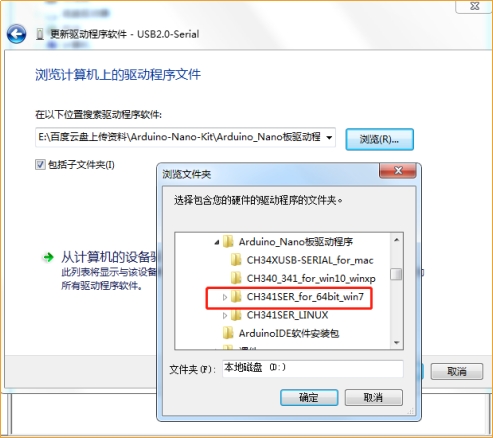 更新驱动程序软件 - USB2.0-Serial
浏览计算机上的驱动程序文件
在以下位置搜索驱动程序软件:
E:\百度云盘上传资料\Arduino-Nano-Kit\Arduino_Nano板驱动程
浏览(R)...
包括子文件夹(I)
从计算机的设备驱
此列表将显示与该设备
所有驱动程序软件。
浏览文件夹
选择包含您的硬件的驱动程序的文件夹。
Arduino_Nano板驱动程序
CH34XUSB-SERIAL_for_mac
CH340_341_for_win10_winxp
CH341SER_for_64bit_win7
CH341SER_LINUX
ArduinoIDE软件安装包
文件夹(F): 本地磁盘 (D:)
确定
取消
取消